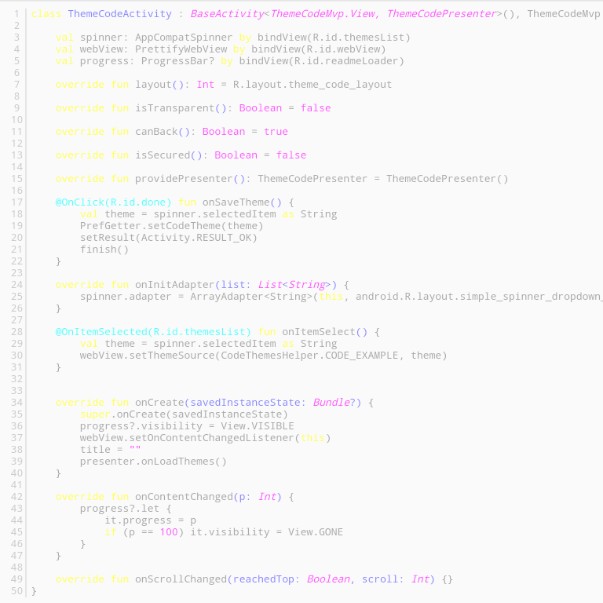 1 class ThemeCodeActivity : BaseActivity<ThemeCodeMvp.View, ThemeCodePresenter>(), ThemeCodeMvp
2
3 val spinner: AppCompatSpinner by bindView(R.id.themesList)
4 val webView: PrettifyWebView by bindView(R.id.webView)
5 val progress: ProgressBar? by bindView(R.id.readmeLoader)
6
7 override fun layout(): Int = R.layout.theme_code_layout
8
9 override fun isTransparent(): Boolean = false
10
11 override fun canBack(): Boolean = true
12
13 override fun isSecured(): Boolean = false
14
15 override fun providePresenter(): ThemeCodePresenter = ThemeCodePresenter()
16
17 @OnClick(R.id.done) fun onSaveTheme() {
18 val theme = spinner.selectedItem as String
19 PrefGetter.setCodeTheme(theme)
20 setResult(Activity.RESULT_OK)
21 finish()
22 }
23
24 override fun onInitAdapter(list: List<String>) {
25 spinner.adapter = ArrayAdapter<String>(this, android.R.layout.simple_spinner_dropdown_
26 }
27
28 @OnItemSelected(R.id.themesList) fun onItemSelect() {
29 val theme = spinner.selectedItem as String
30 webView.setThemeSource(CodeThemesHelper.CODE_EXAMPLE, theme)
31 }
32
33
34 override fun onCreate(savedInstanceState: Bundle?) {
35 super.onCreate(savedInstanceState)
36 progress?.visibility = View.VISIBLE
37 webView.setOnContentChangedListener(this)
38 title = ""
39 presenter.onLoadThemes()
40 }
41
42 override fun onContentChanged(p: Int) {
43 progress?.let {
44 it.progress = p
45 if (p == 100) it.visibility = View.GONE
46 }
47 }
48
49 override fun onScrollChanged(reachedTop: Boolean, scroll: Int) {}
50 }